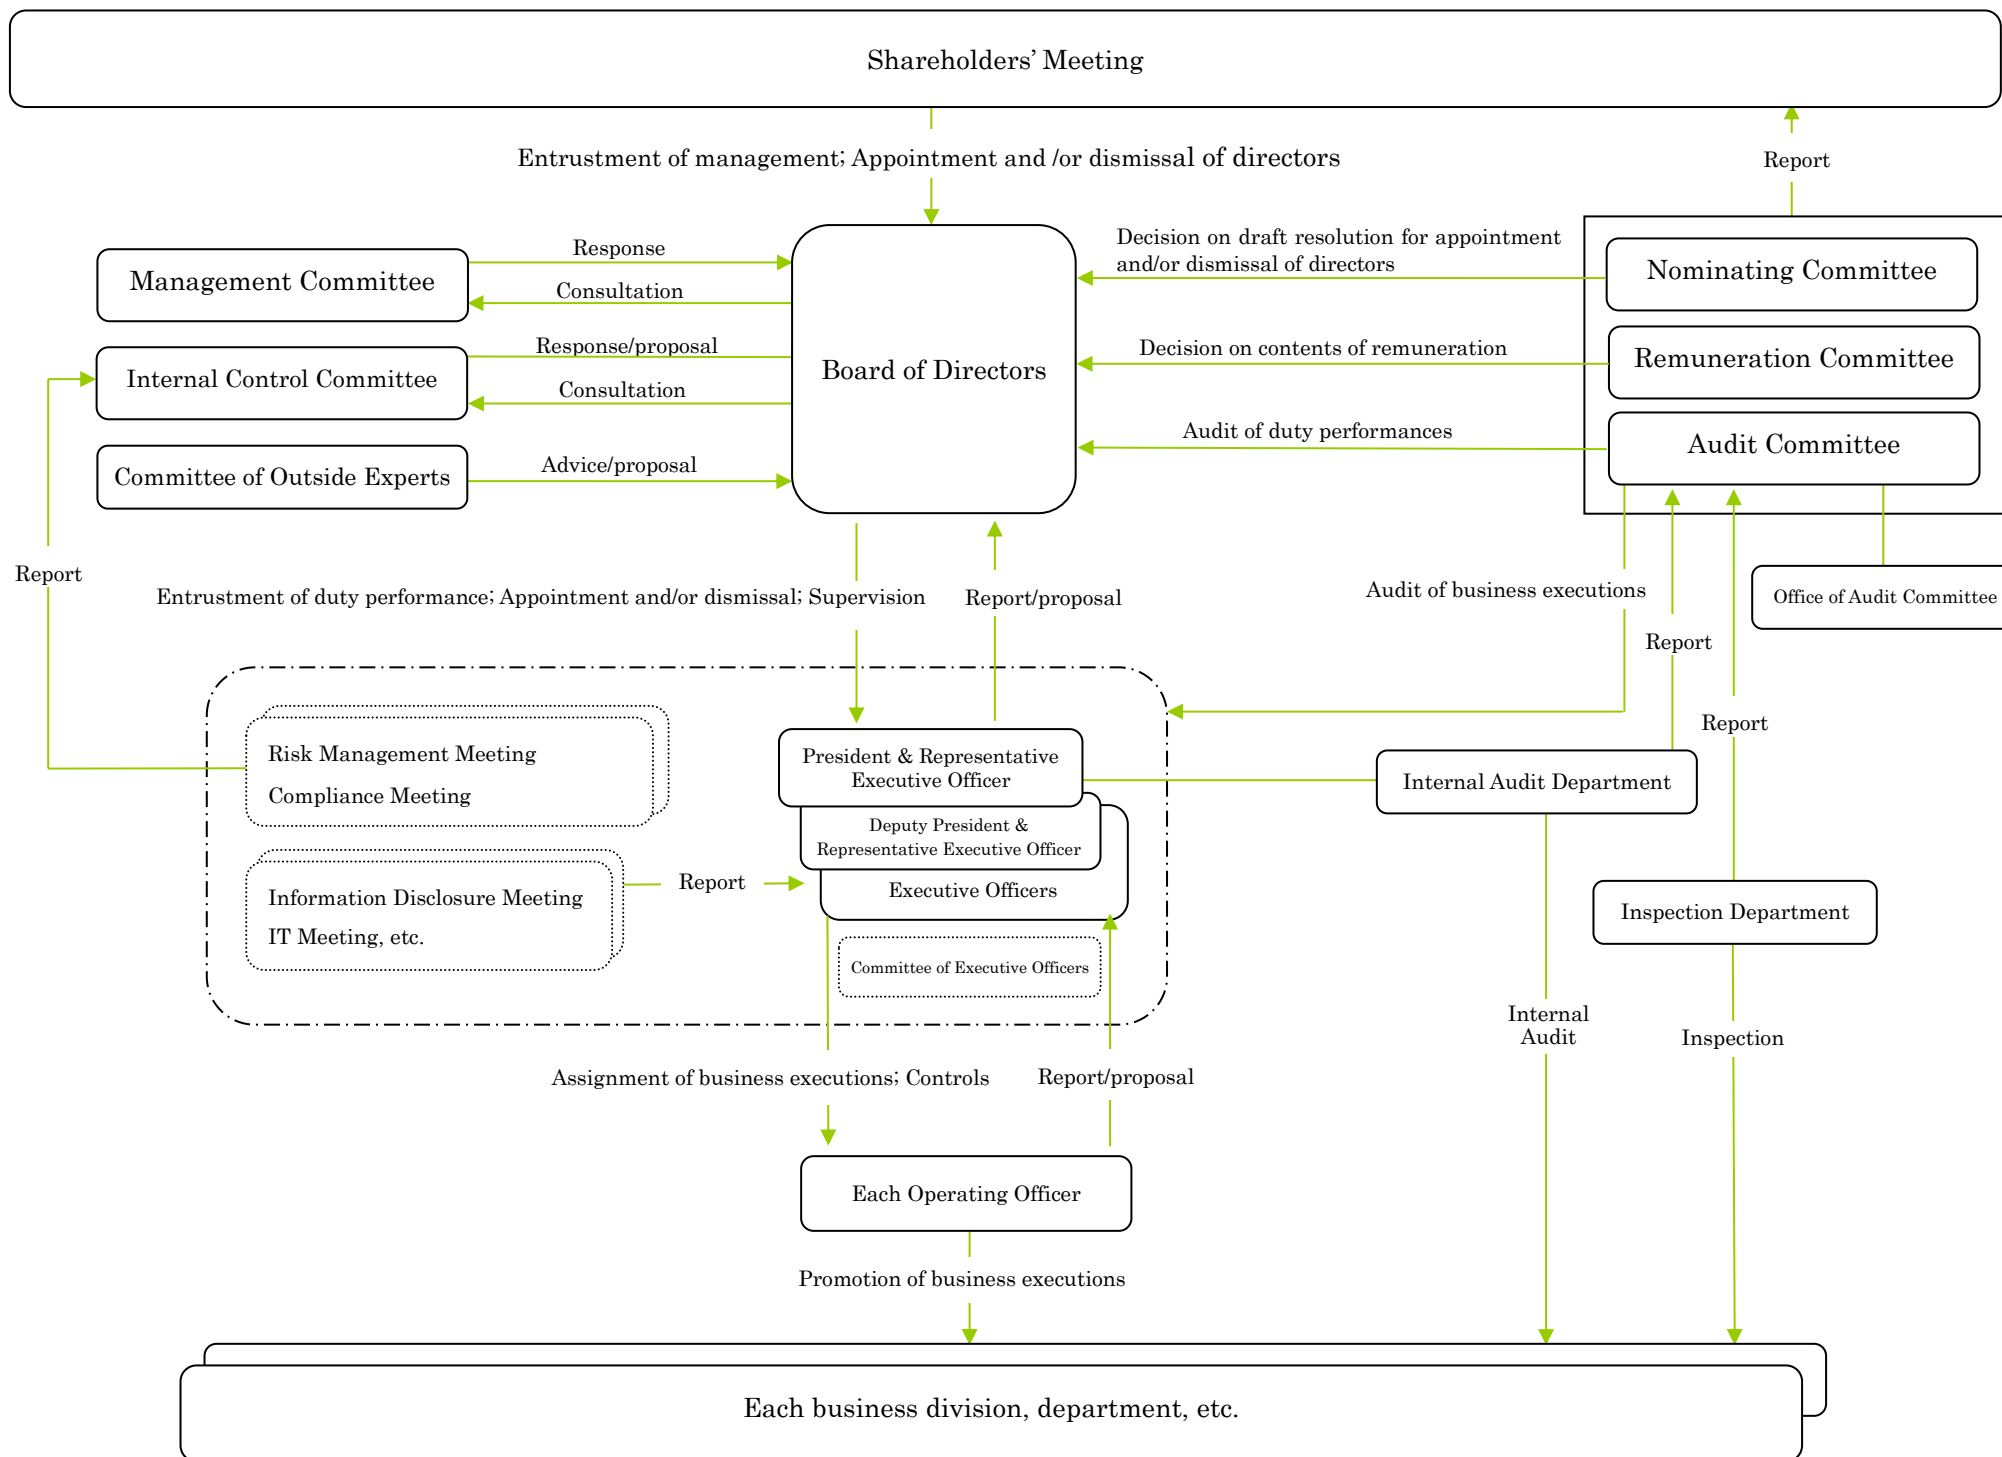 Shareholders’ Meeting
Entrustment of management; Appointment and /or dismissal of directors
Report
Management Committee
Response
Consultation
Internal Control Committee
Response/proposal
Consultation
Committee of Outside Experts
Advice/proposal
Board of Directors
Decision on draft resolution for appointment
and/or dismissal of directors
Decision on contents of remuneration
Audit of duty performances
Nominating Committee
Remuneration Committee
Audit Committee
Report
Entrustment of duty performance; Appointment and/or dismissal; Supervision
Report/proposal
Audit of business executions
Office of Audit Committee
Report
Report
Risk Management Meeting
Compliance Meeting
President & Representative
Executive Officer
Deputy President &
Representative Executive Officer
Executive Officers
Internal Audit Department
Information Disclosure Meeting
IT Meeting, etc.
Report
Committee of Executive Officers
Inspection Department
Internal
Audit
Inspection
Assignment of business executions; Controls
Report/proposal
Each Operating Officer
Promotion of business executions
Each business division, department, etc.